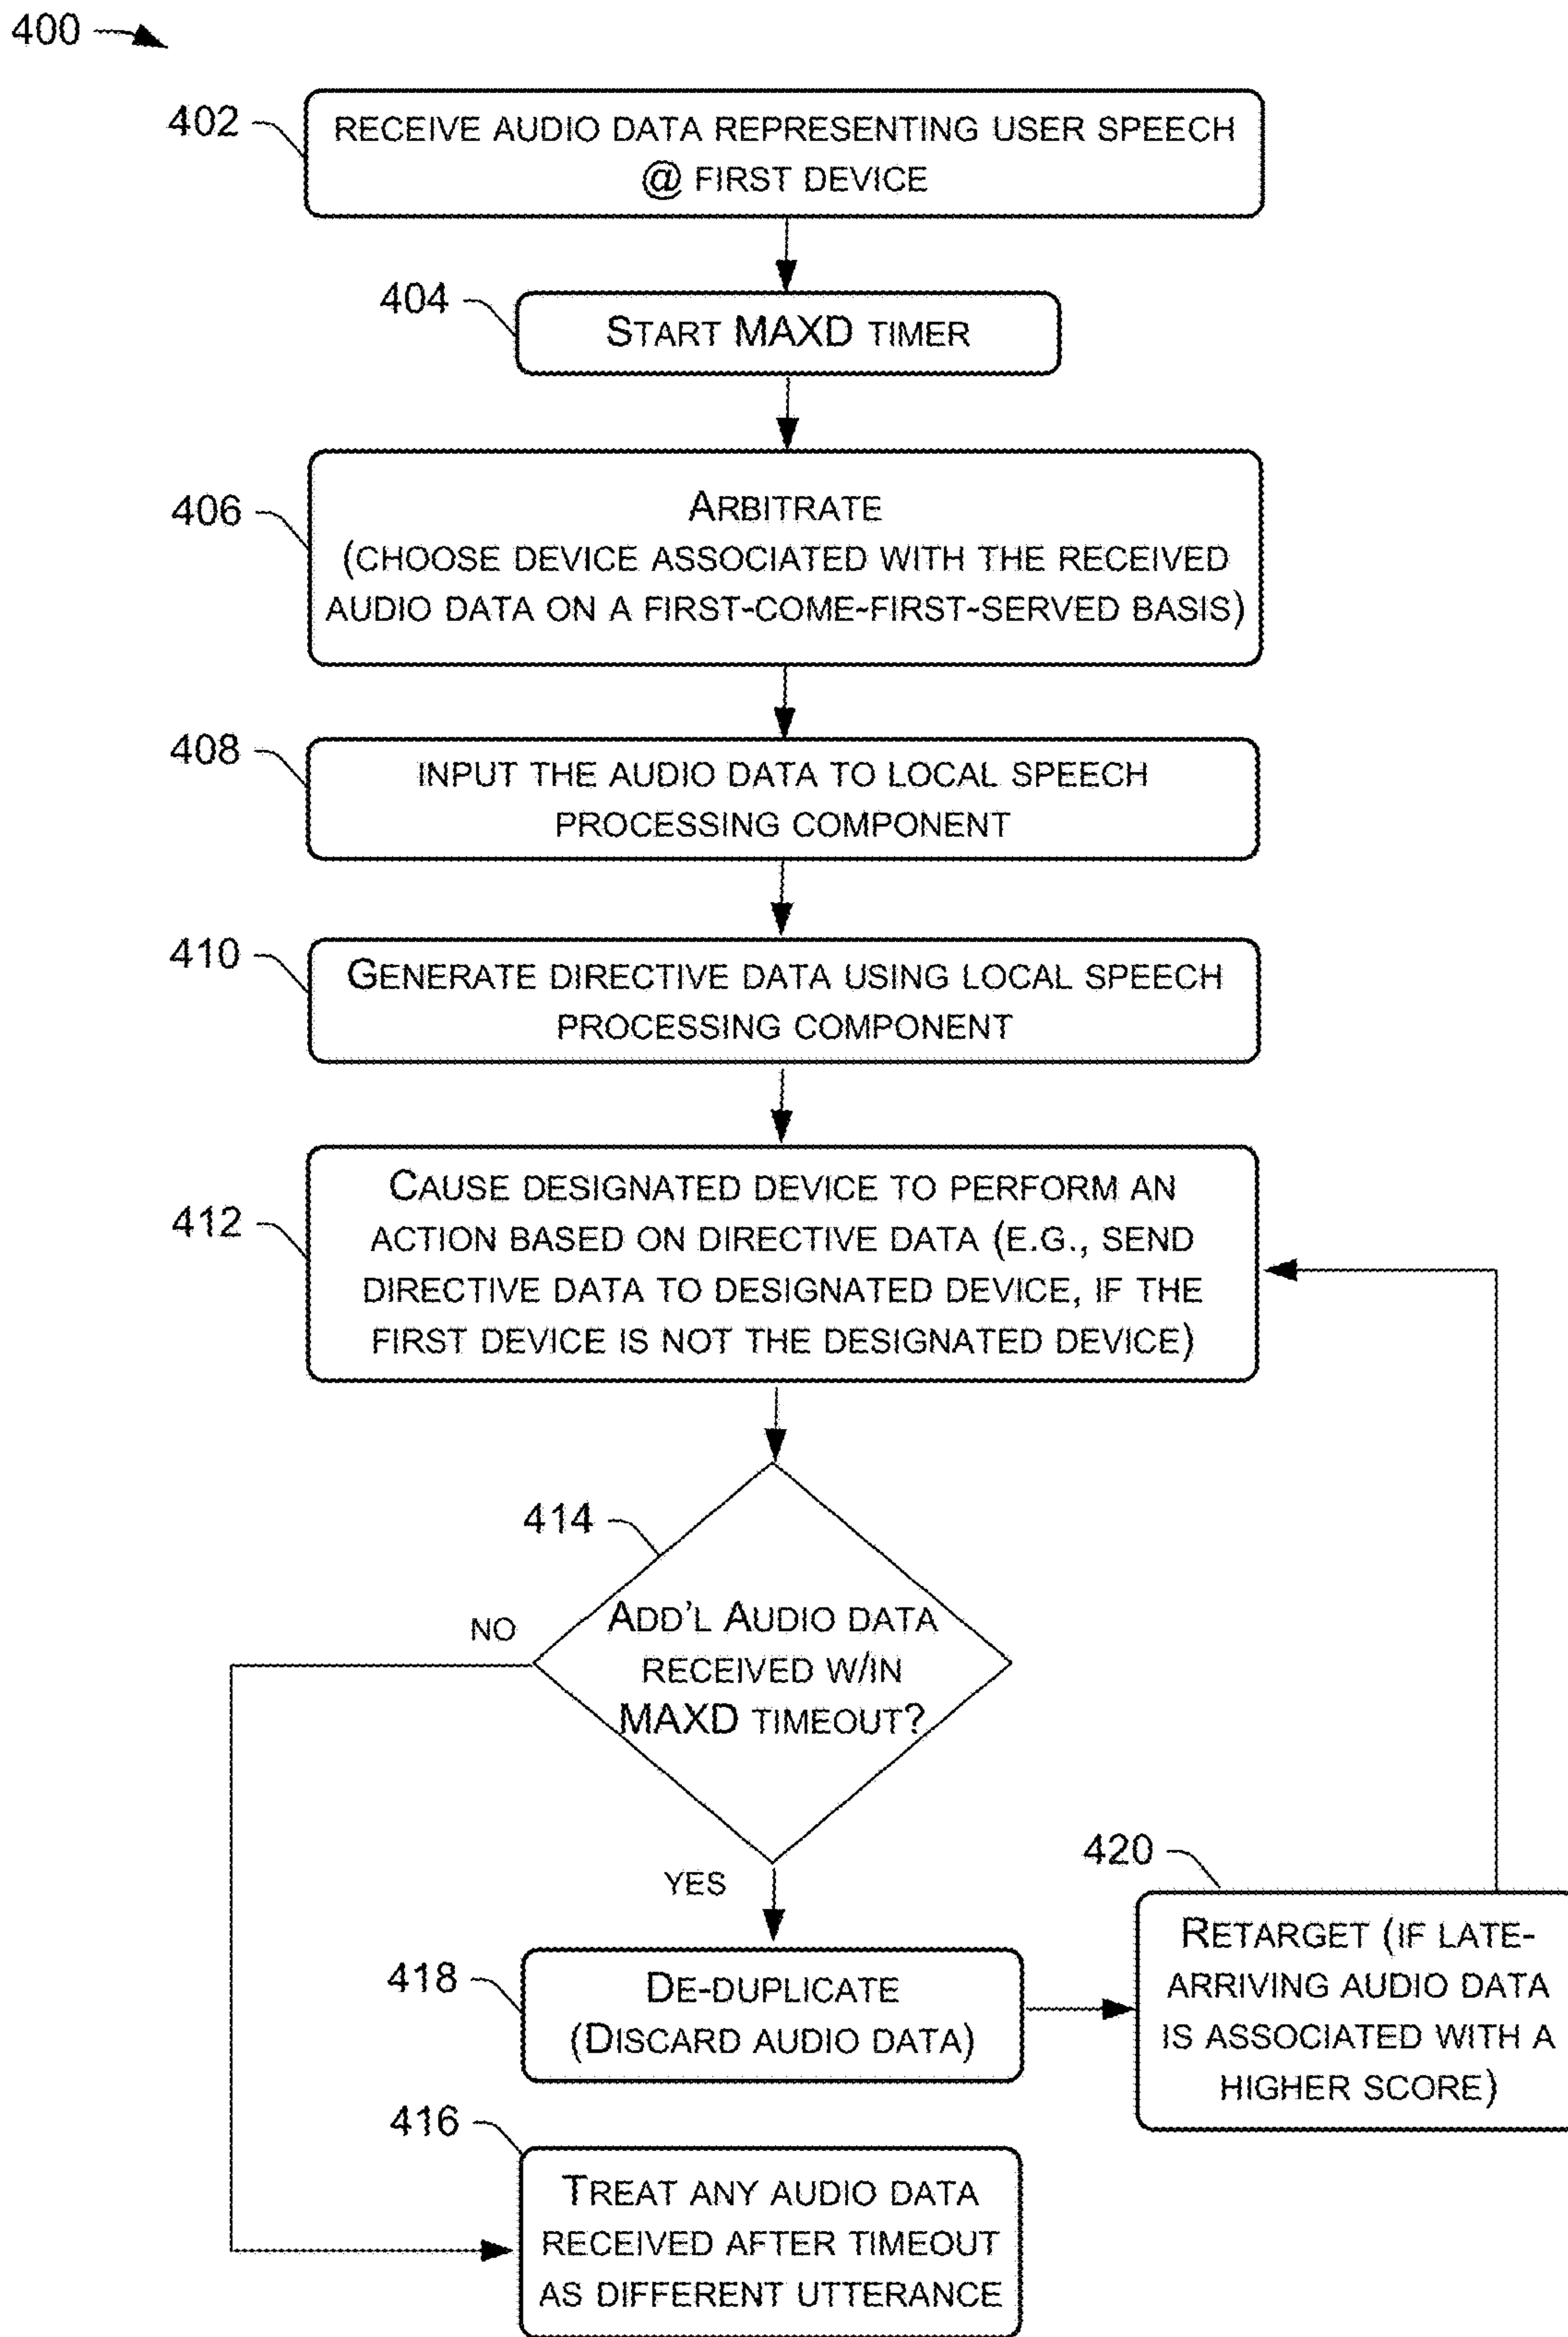 400
402
RECEIVE AUDIO DATA REPRESENTING USER SPEECH
@ FIRST DEVICE
404
START MAXD TIMER
406
ARBITRATE
(CHOOSE DEVICE ASSOCIATED WITH THE RECEIVED
AUDIO DATA ON A FIRST-COME-FIRST-SERVED BASIS)
408
INPUT THE AUDIO DATA TO LOCAL SPEECH
PROCESSING COMPONENT
410
GENERATE DIRECTIVE DATA USING LOCAL SPEECH
PROCESSING COMPONENT
412
CAUSE DESIGNATED DEVICE TO PERFORM AN
ACTION BASED ON DIRECTIVE DATA (E.G., SEND
DIRECTIVE DATA TO DESIGNATED DEVICE, IF THE
FIRST DEVICE IS NOT THE DESIGNATED DEVICE)
414
NO
ADD'L AUDIO DATA
RECEIVED W/IN
MAXD TIMEOUT?
YES
418
DE-DUPLICATE
(DISCARD AUDIO DATA)
420
RETARGET (IF LATE-
ARRIVING AUDIO DATA
IS ASSOCIATED WITH A
HIGHER SCORE)
416
TREAT ANY AUDIO DATA
RECEIVED AFTER TIMEOUT
AS DIFFERENT UTTERANCE